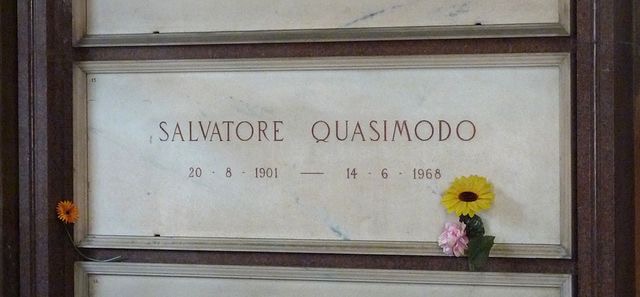 SALVATORE QUASIMODO
20 · 8 · 1901 — 14 · 6 · 1968